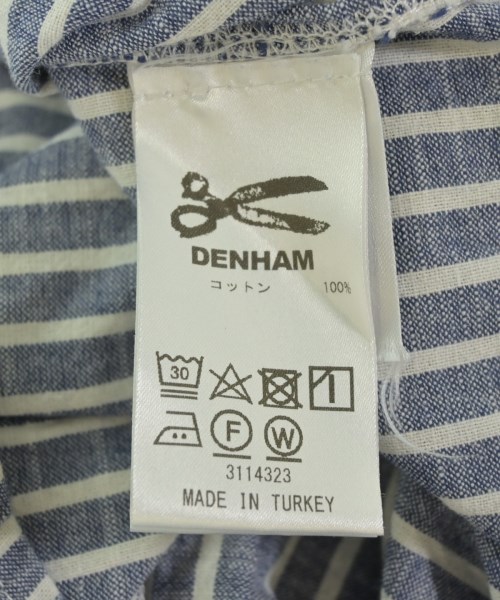 DENHAM
コットン 100%
30
F W
3114323
MADE IN TURKEY